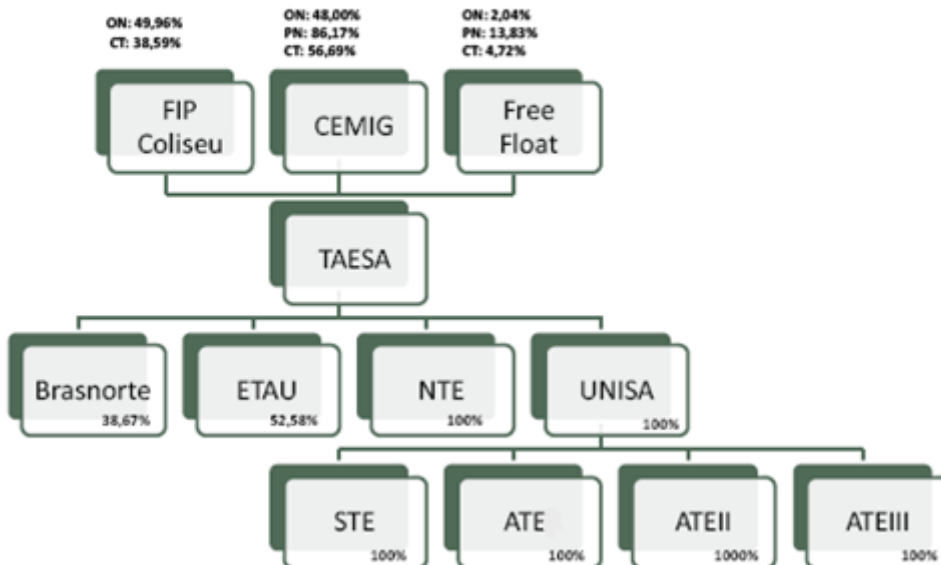 ON: 49,96%
CT: 38,59%
ON: 48,00%
PN: 86,17%
CT: 56,69%
ON: 2,04%
PN: 13,83%
CT: 4,72%
FIP
Coliseu
CEMIG
Free
Float
TAESA
Brasnorte
38,67%
ETAU
52,58%
NTE
100%
UNISA
100%
STE
100%
ATE
100%
ATEII
1000%
ATEIII
100%